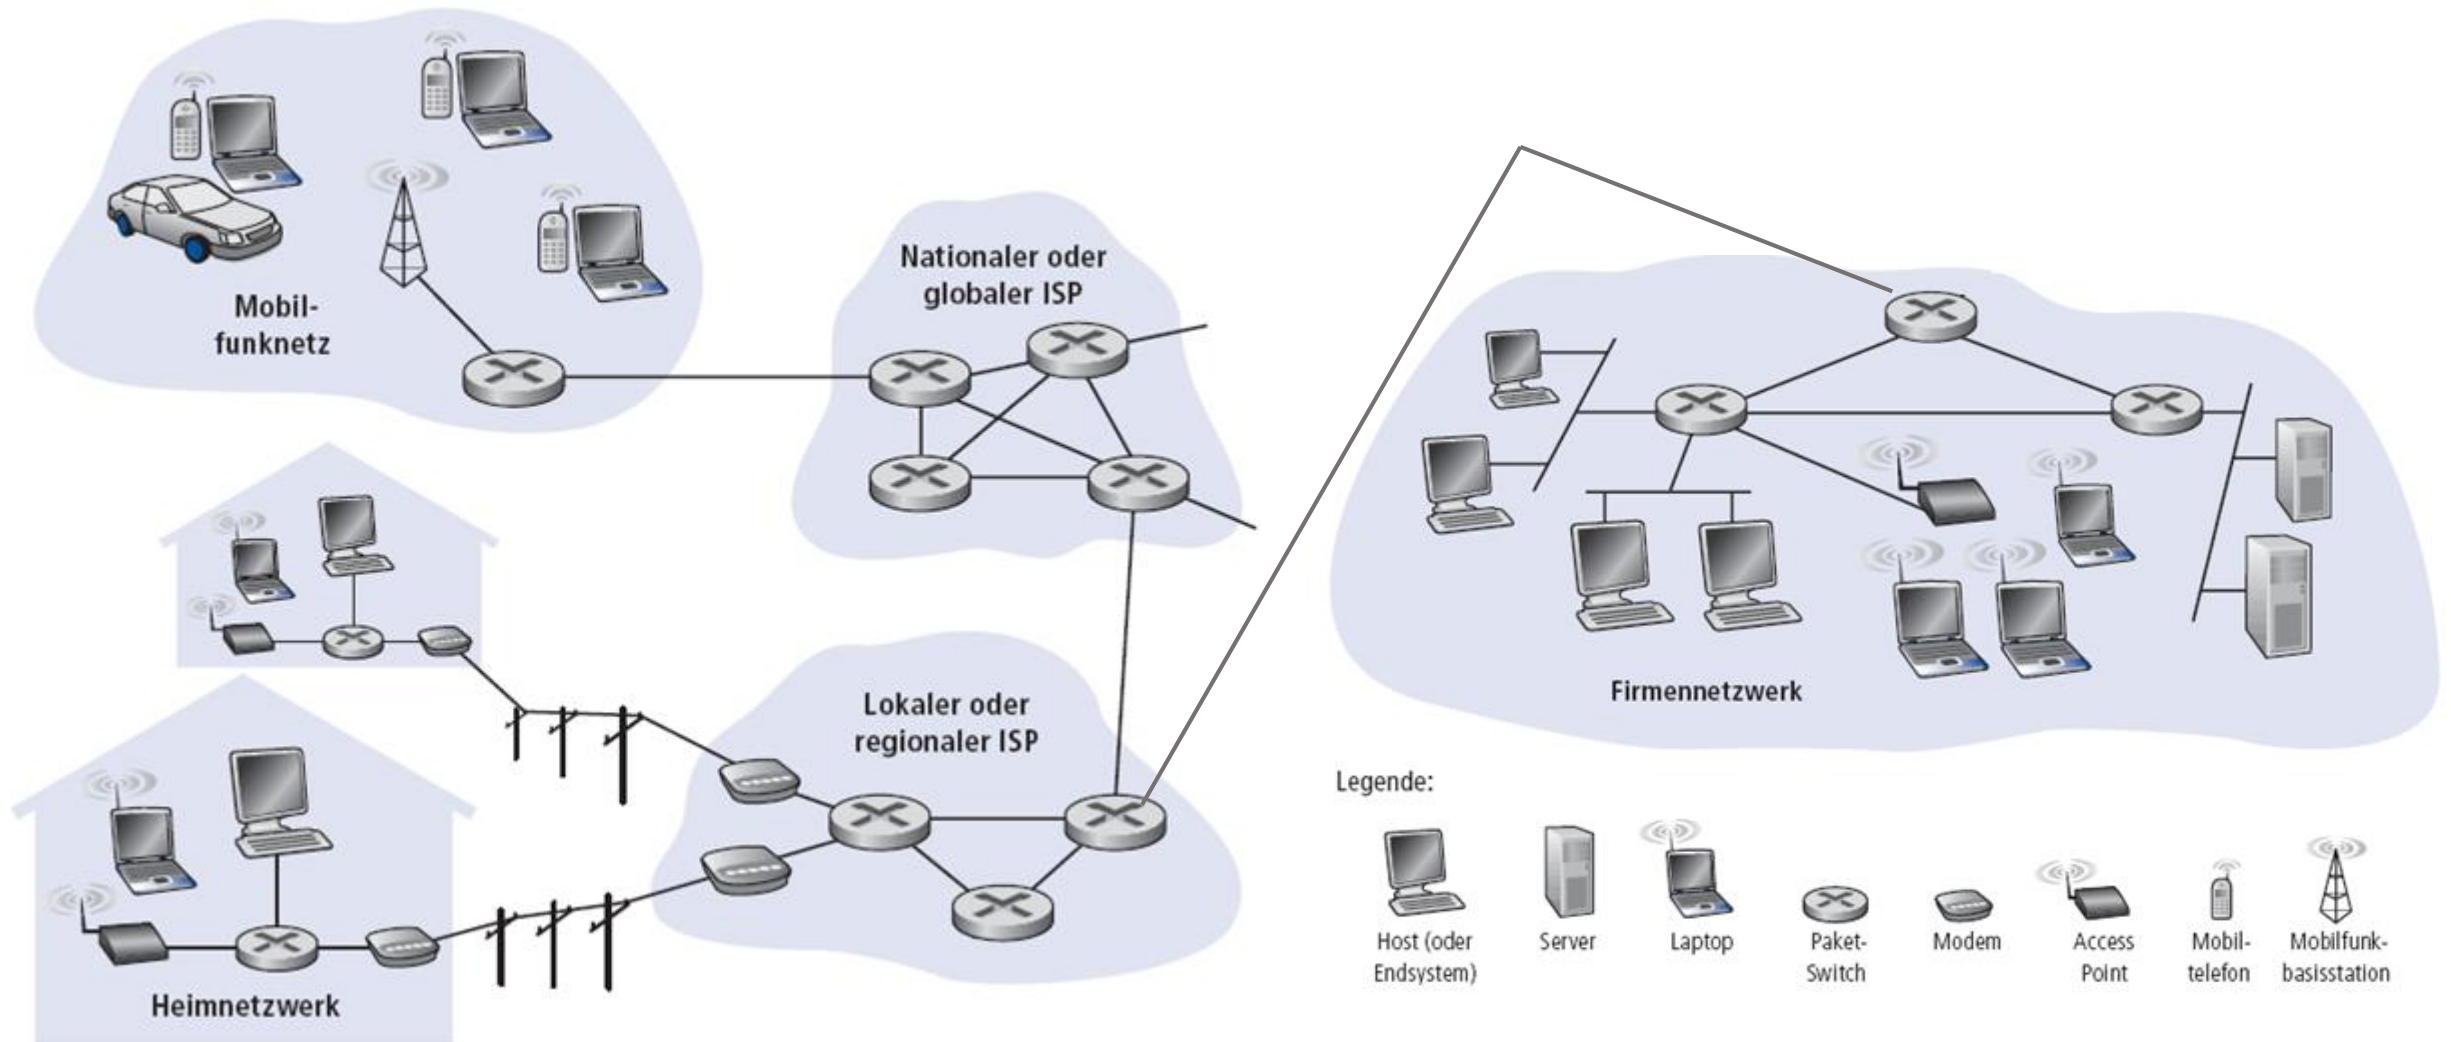 Mobil-
funknetz
Nationaler oder
globaler ISP
Lokaler oder
regionaler ISP
Heimnetzwerk
Firmennetzwerk
Legende:
Host (oder
Endsystem)
Server
Laptop
Paket-
Switch
Modem
Access
Point
Mobil-
telefon
Mobilfunk-
basisstation